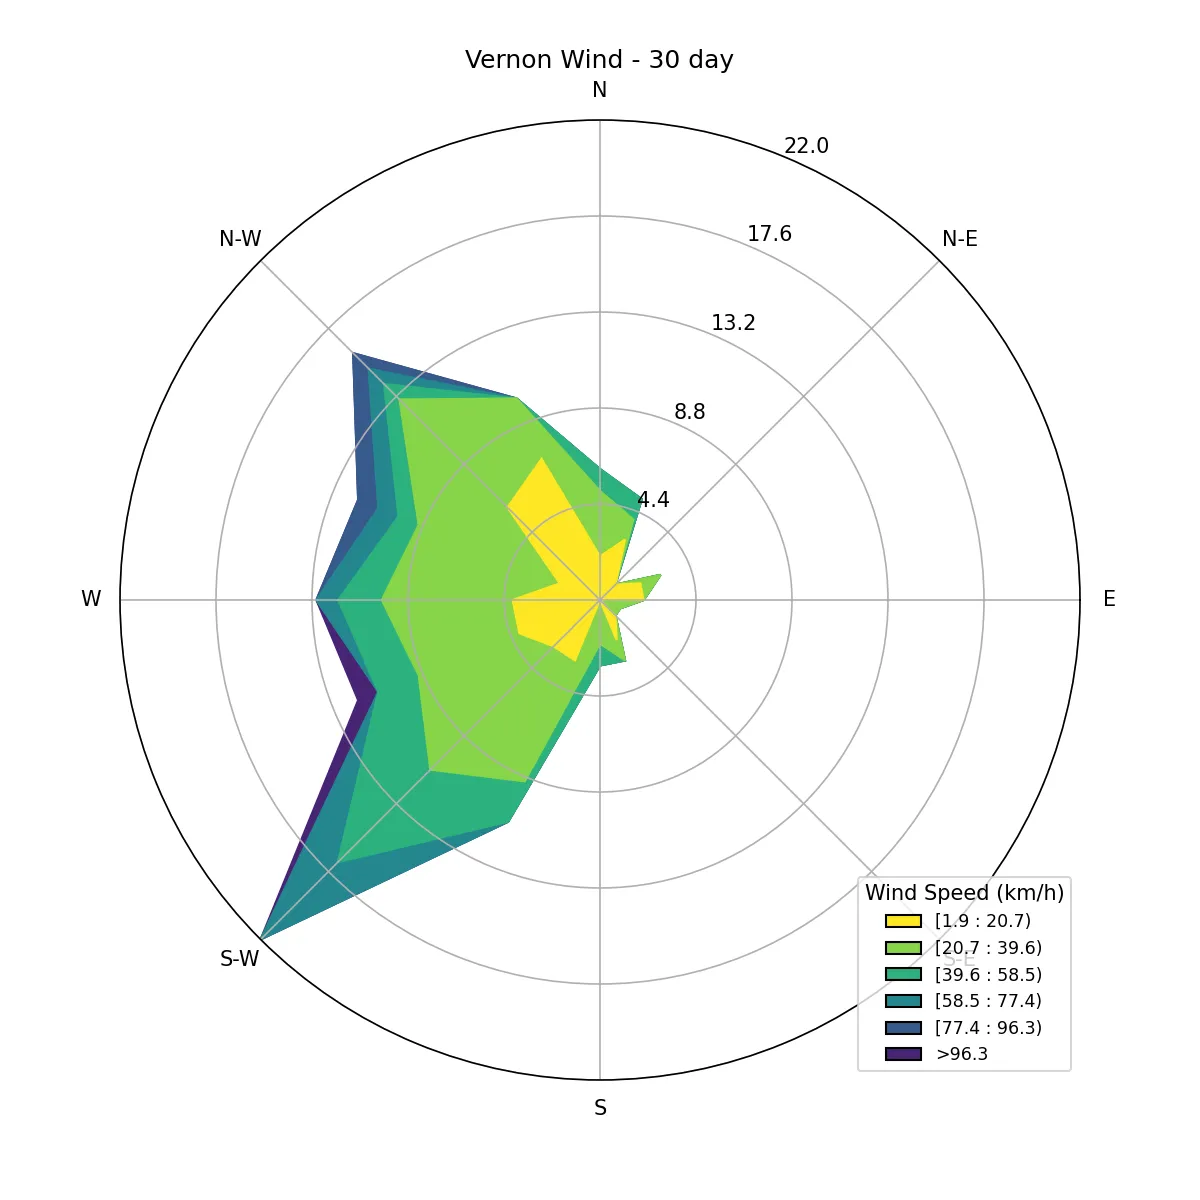 Vernon Wind - 30 day
N
22.0
17.6
N-W
N-E
13.2
8.8
4.4
W
E
S-W
S-E
Wind Speed (km/h)
[1.9 : 20.7)
[20.7 : 39.6)
[39.6 : 58.5)
[58.5 : 77.4)
[77.4 : 96.3)
>96.3
S